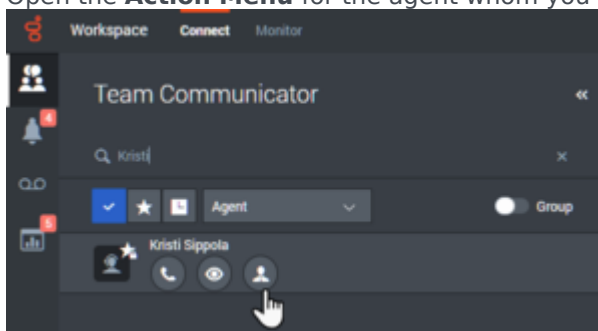 Open the Action Menu for the agent whom you
Workspace Connect Monitor
Team Communicator
4
Kristi
Agent
Group
5
Kristi Sippola